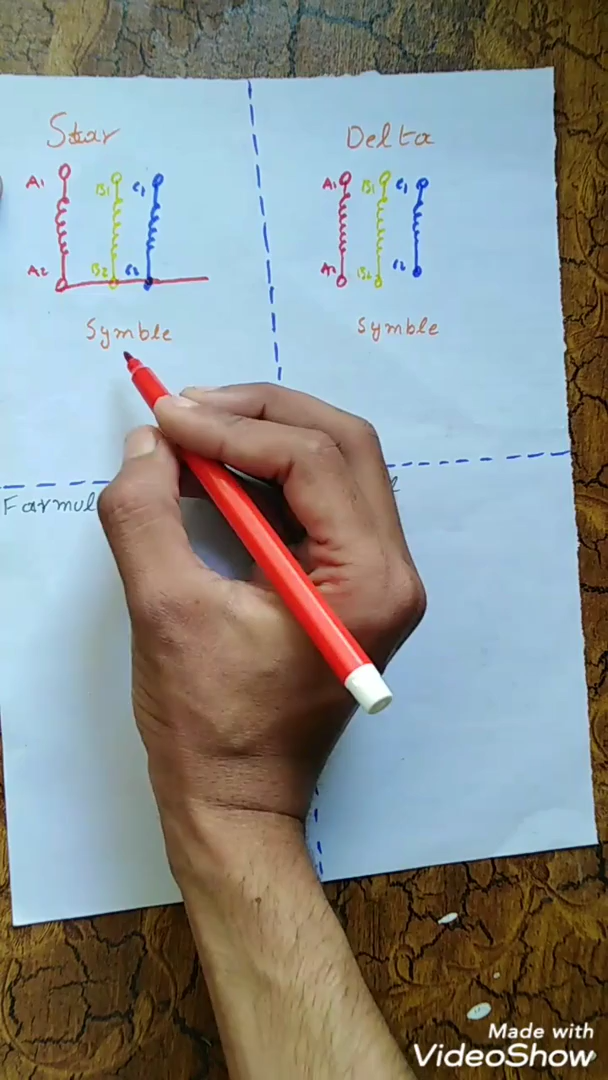 Star
A1 B1 C1
A2 B2 C2
Symble
Delta
A1 B1 C1
A2 B2 C2
Symble
Farmul
Made with
VideoShow